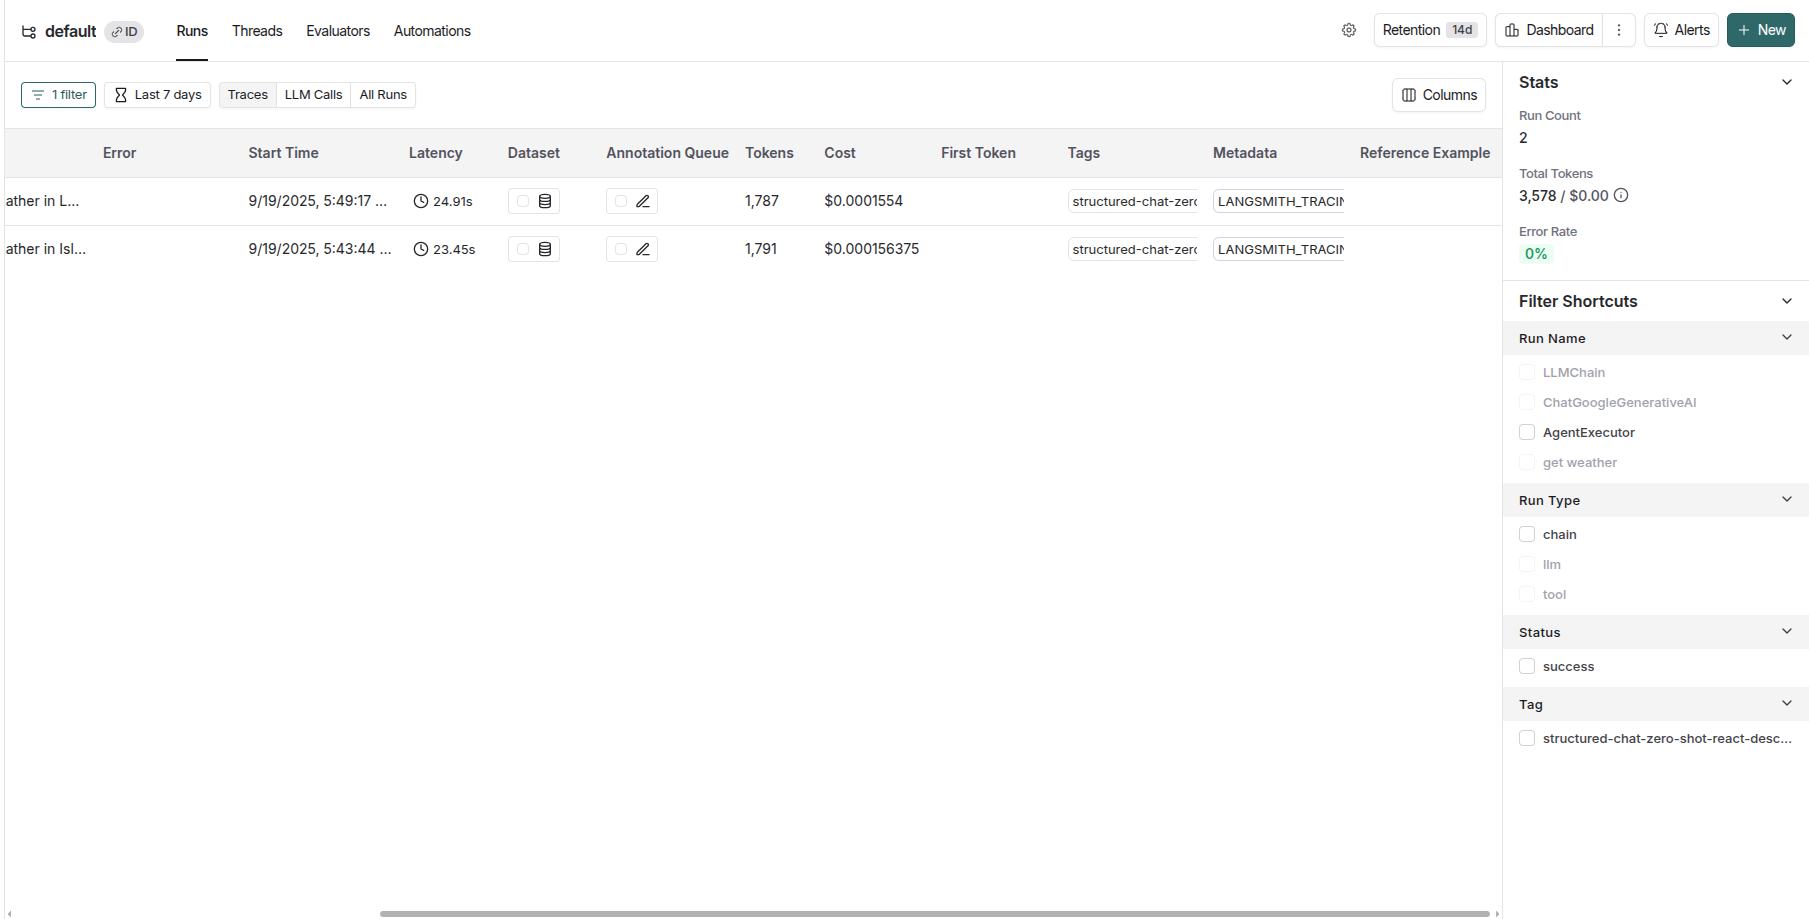 default ID Runs Threads Evaluators Automations Retention 14d Dashboard Alerts New
1 filter Last 7 days Traces LLM Calls All Runs Columns
Error Start Time Latency Dataset Annotation Queue Tokens Cost First Token Tags Metadata Reference Example
ather in L... 9/19/2025, 5:49:17 ... 24.91s 1,787 $0.0001554 structured-chat-zero LANGSMITH_TRACIN
ather in Isl... 9/19/2025, 5:43:44 ... 23.45s 1,791 $0.000156375 structured-chat-zero LANGSMITH_TRACIN
Stats
Run Count
2
Total Tokens
3,578 / $0.00
Error Rate
0%
Filter Shortcuts
Run Name
LLMChain
ChatGoogleGenerativeAI
AgentExecutor
get weather
Run Type
chain
llm
tool
Status
success
Tag
structured-chat-zero-shot-react-desc...